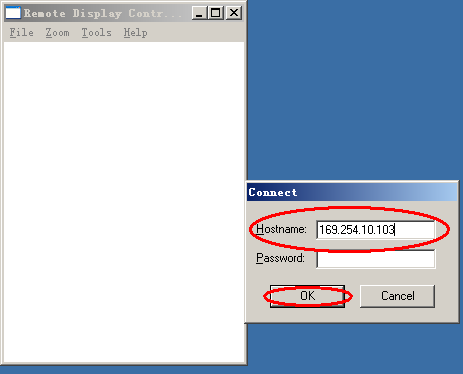 Remote Display Contr...
File Zoom Tools Help
Connect
Hostname: 169.254.10.103
Password:
OK Cancel